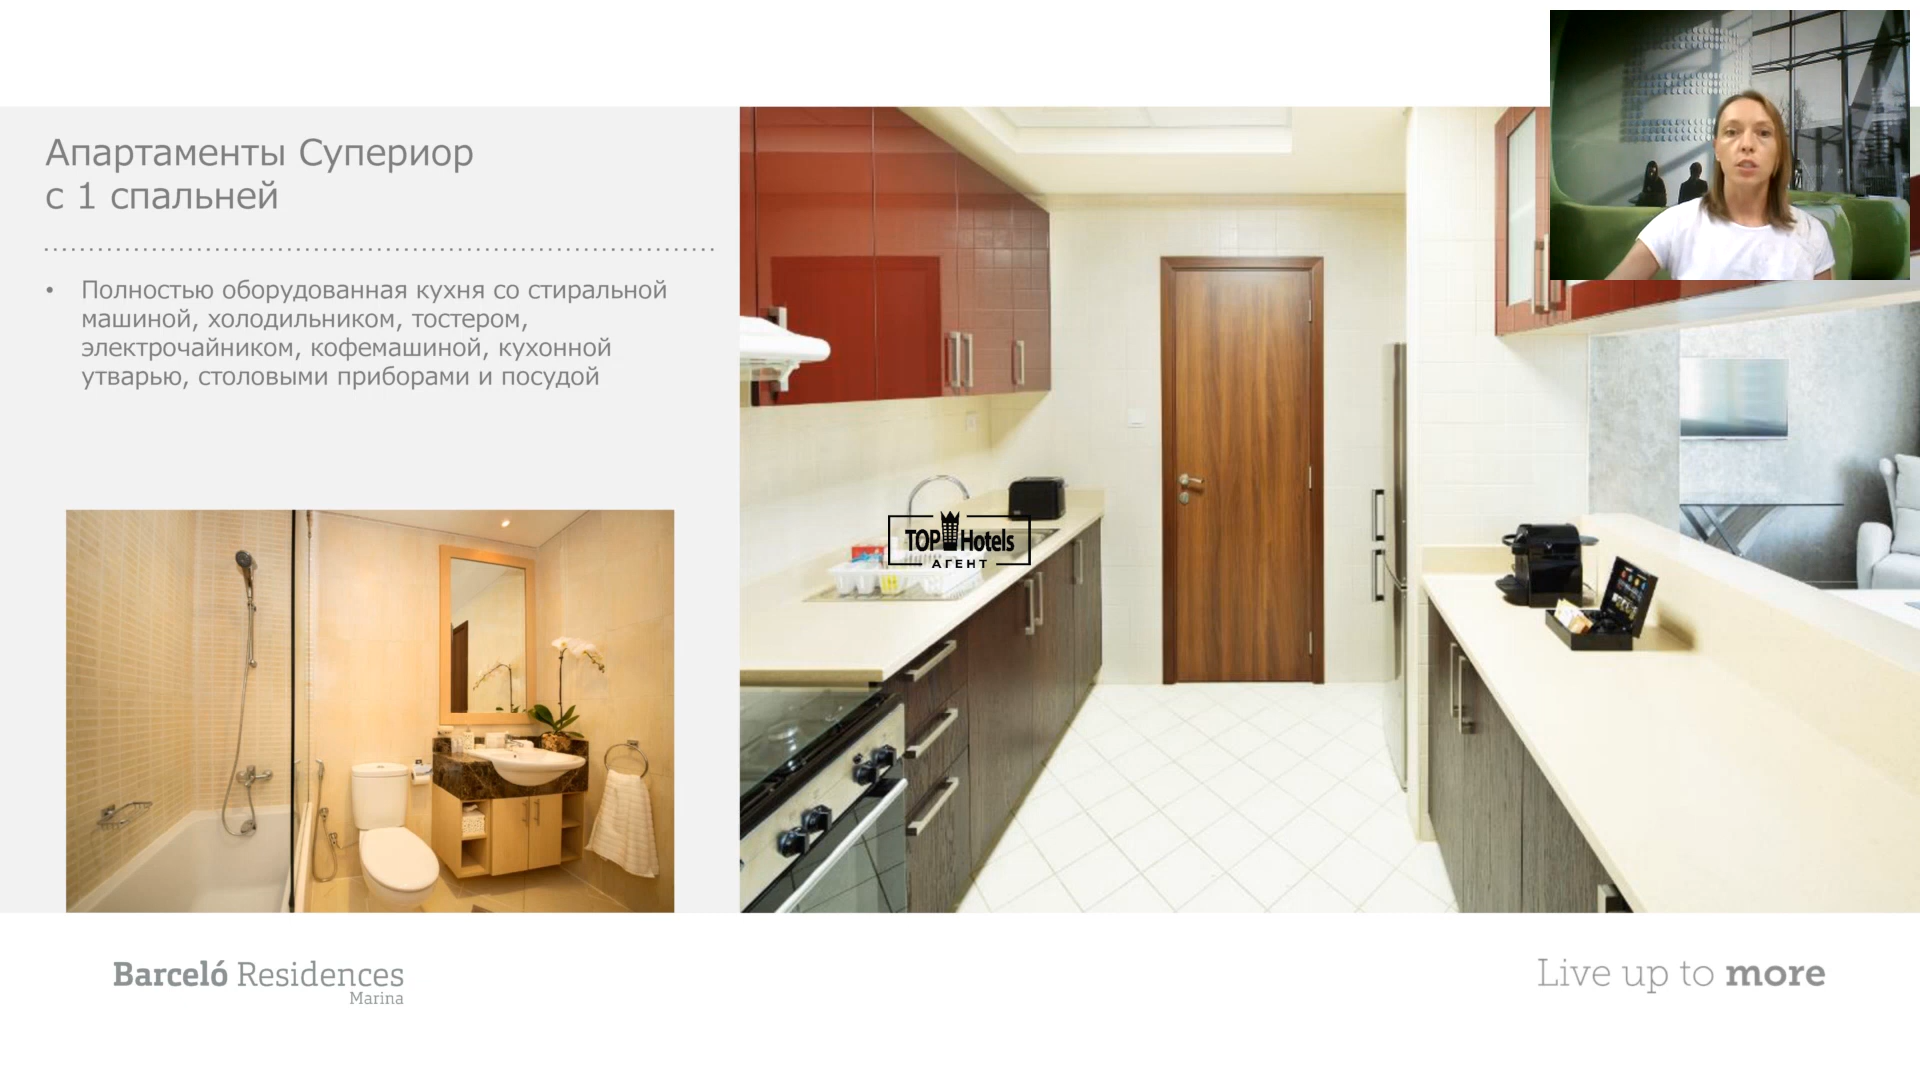 Апартаменты Супериор
с 1 спальней
• Полностью оборудованная кухня со стиральной
машиной, холодильником, тостером,
электрочайником, кофемашиной, кухонной
утварью, столовыми приборами и посудой
TOP Hotels
АГЕНТ
Barceló Residences
Marina
Live up to more